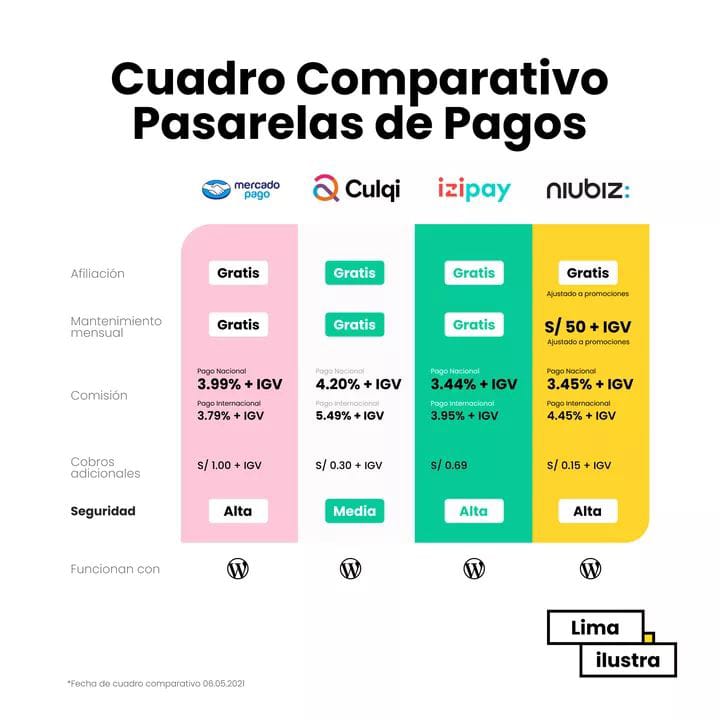 Cuadro Comparativo
Pasarelas de Pagos
mercado
pago
Culqi
izipay
niubiz:
Afiliación
Gratis
Gratis
Gratis
Gratis
Ajustado a promociones
Mantenimiento
mensual
Gratis
Gratis
Gratis
S/ 50 + IGV
Ajustado a promociones
Comisión
Pago Nacional
3.99% + IGV
Pago Internacional
3.79% + IGV
Pago Nacional
4.20% + IGV
Pago Internacional
5.49% + IGV
Pago Nacional
3.44% + IGV
Pago Internacional
3.95% + IGV
Pago Nacional
3.45% + IGV
Pago Internacional
4.45% + IGV
Cobros
adicionales
S/ 1.00 + IGV
S/ 0.30 + IGV
S/ 0.69
S/ 0.15 + IGV
Seguridad
Alta
Media
Alta
Alta
Funcionan con
Lima
ilustra
*Fecha de cuadro comparativo 06.05.2021